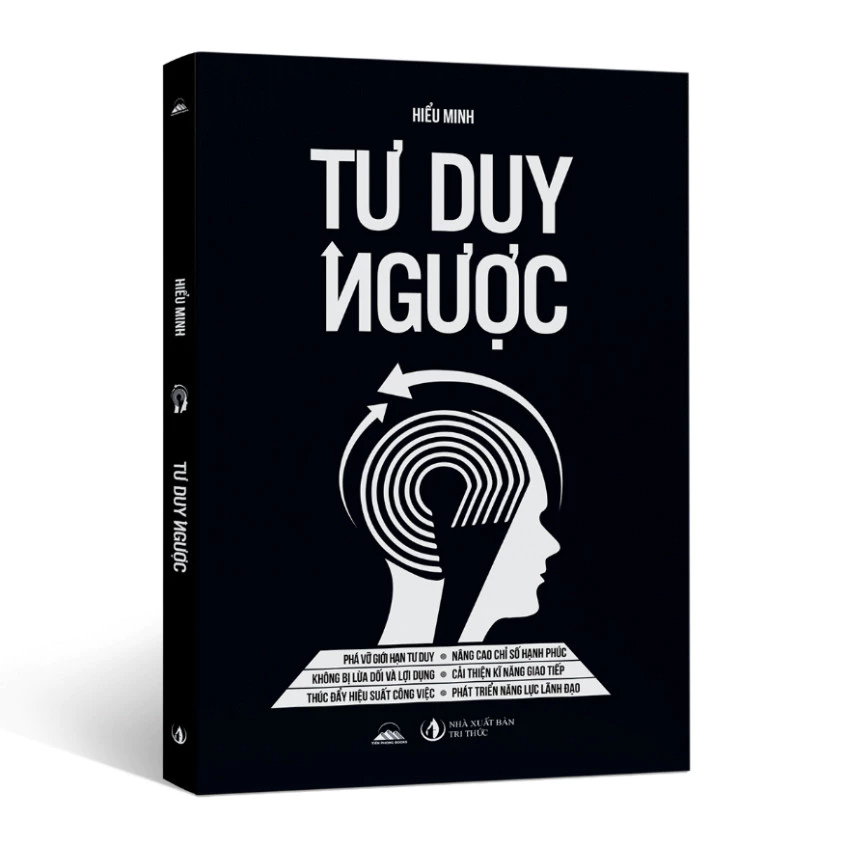 HIỂU MINH
TƯ DUY
NGƯỢC
PHÁ VỠ GIỚI HẠN TƯ DUY • NÂNG CAO CHỈ SỐ HẠNH PHÚC
KHÔNG BỊ LỪA DỐI VÀ LỢI DỤNG • CẢI THIỆN KĨ NĂNG GIAO TIẾP
THÚC ĐẨY HIỆU SUẤT CÔNG VIỆC • PHÁT TRIỂN NĂNG LỰC LÃNH ĐẠO
NHÀ XUẤT BẢN
TRI THỨC
HIỂU MINH
TƯ DUY NGƯỢC